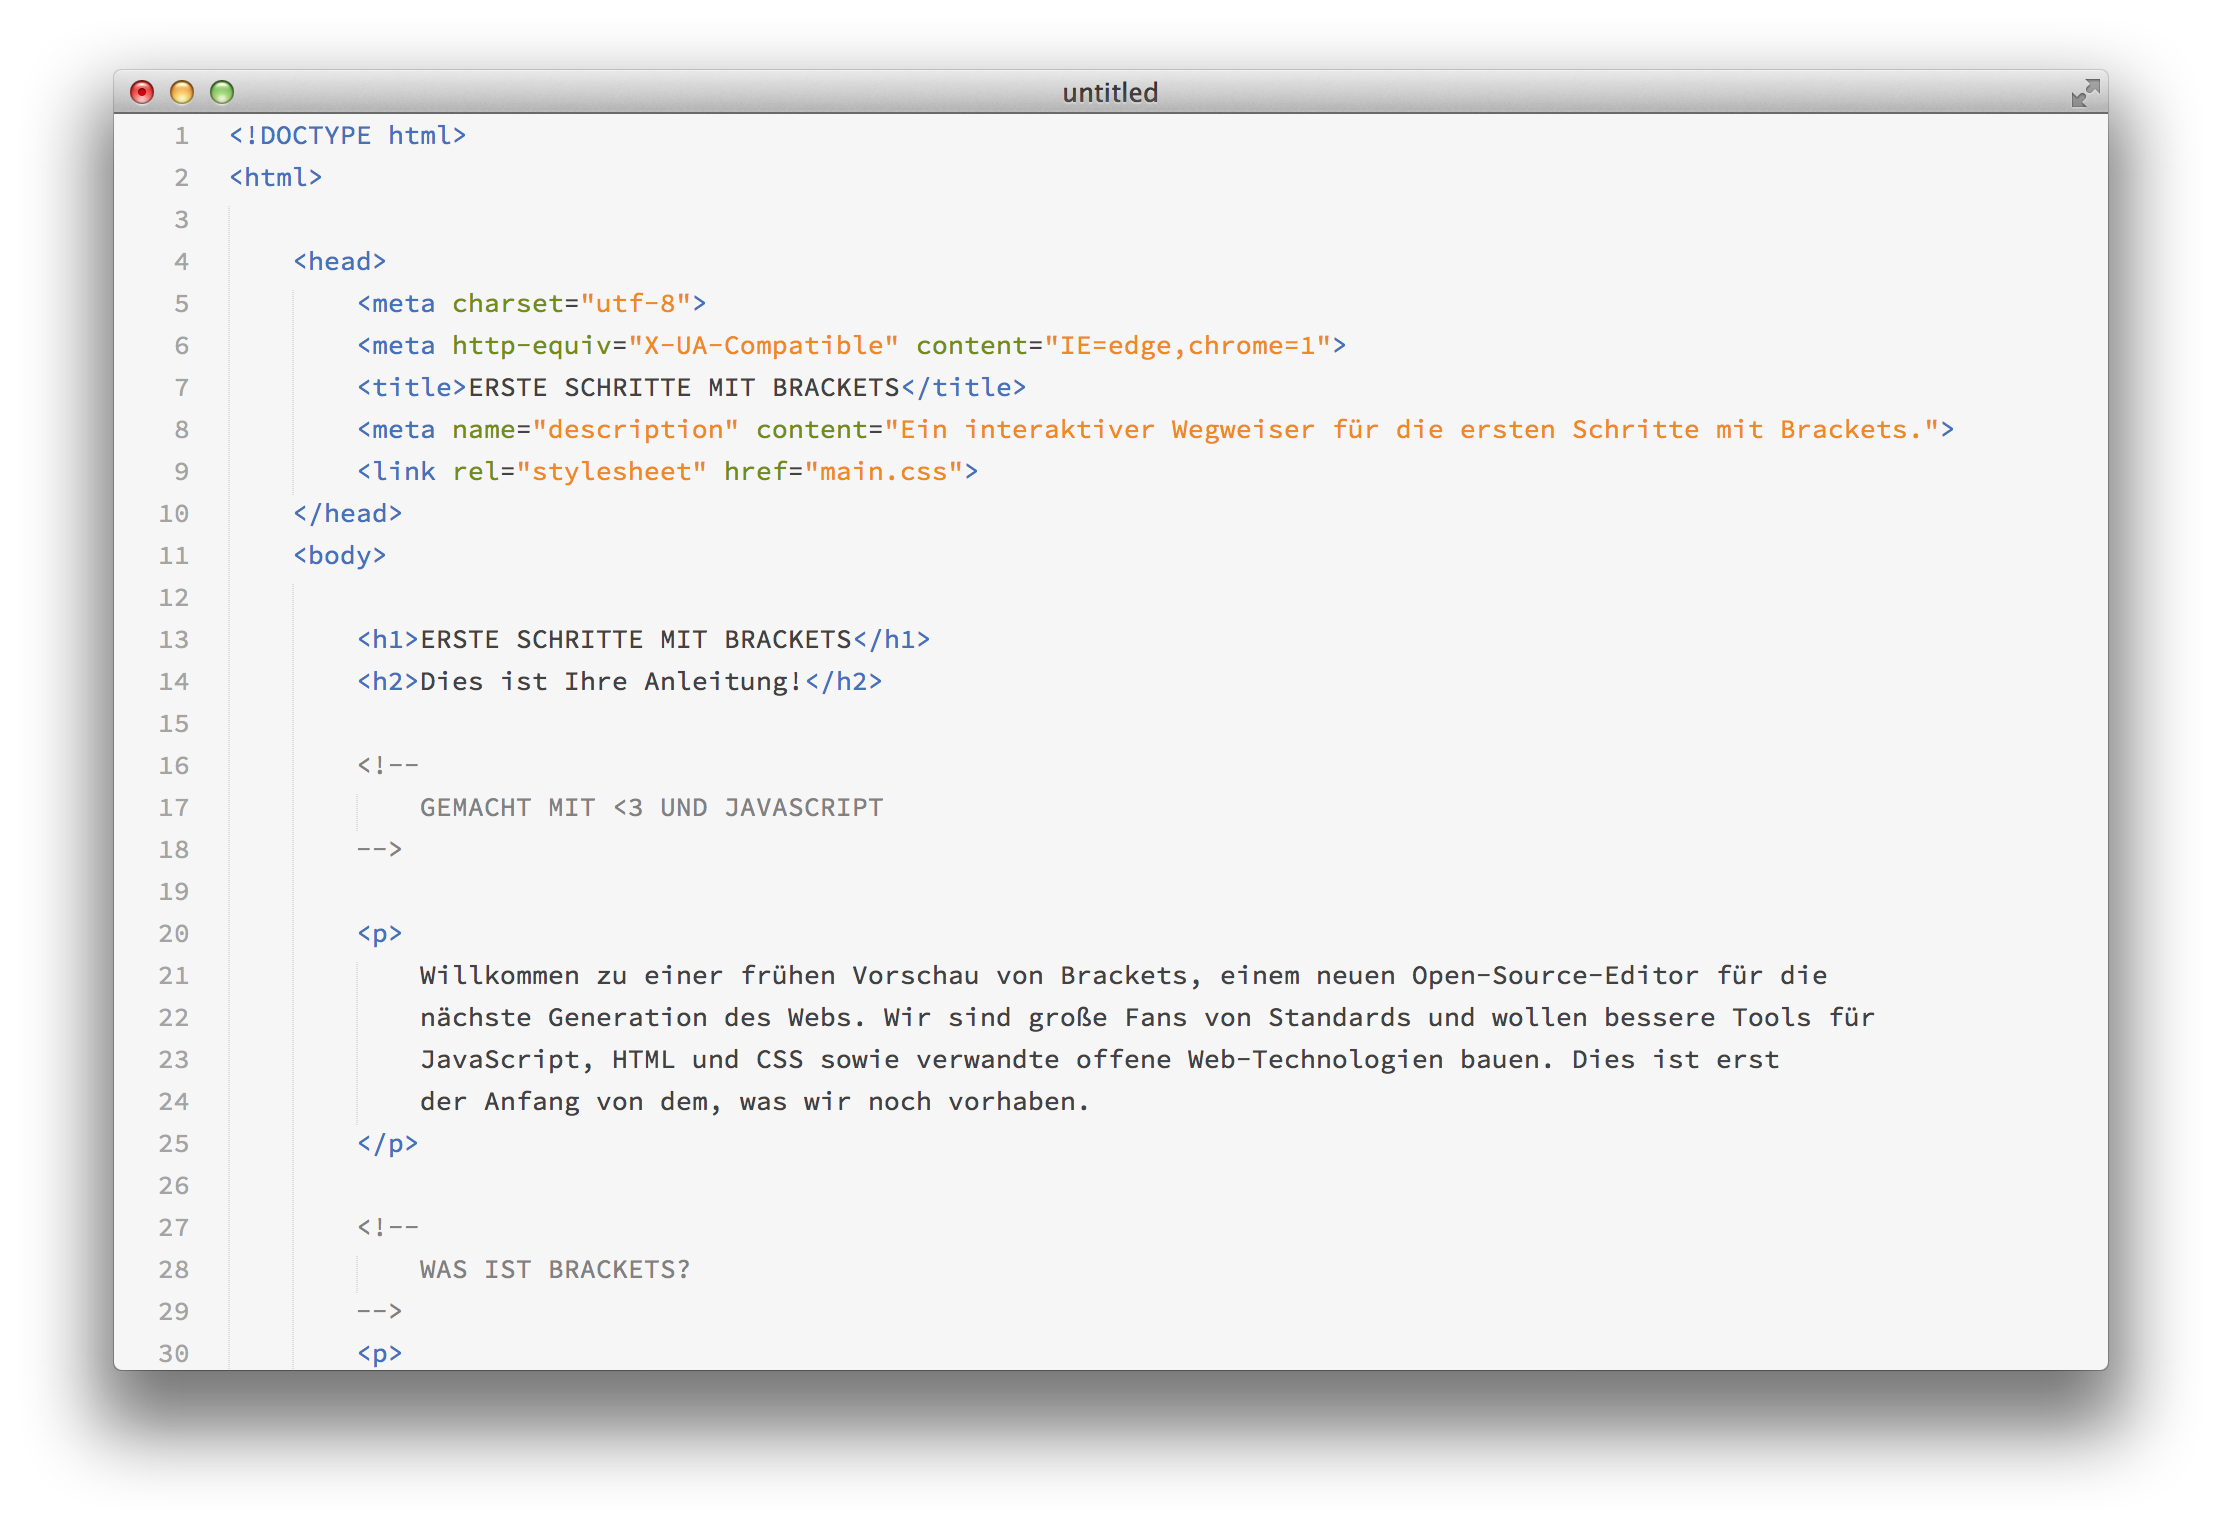 untitled
1 <!DOCTYPE html>
2 <html>
3
4 <head>
5 <meta charset="utf-8">
6 <meta http-equiv="X-UA-Compatible" content="IE=edge,chrome=1">
7 <title>ERSTE SCHRITTE MIT BRACKETS</title>
8 <meta name="description" content="Ein interaktiver Wegweiser für die ersten Schritte mit Brackets.">
9 <link rel="stylesheet" href="main.css">
10 </head>
11 <body>
12
13 <h1>ERSTE SCHRITTE MIT BRACKETS</h1>
14 <h2>Dies ist Ihre Anleitung!</h2>
15
16 <!--
17 GEMACHT MIT <3 UND JAVASCRIPT
18 -->
19
20 <p>
21 Willkommen zu einer frühen Vorschau von Brackets, einem neuen Open-Source-Editor für die
22 nächste Generation des Webs. Wir sind große Fans von Standards und wollen bessere Tools für
23 JavaScript, HTML und CSS sowie verwandte offene Web-Technologien bauen. Dies ist erst
24 der Anfang von dem, was wir noch vorhaben.
25 </p>
26
27 <!--
28 WAS IST BRACKETS?
29 -->
30 <p>